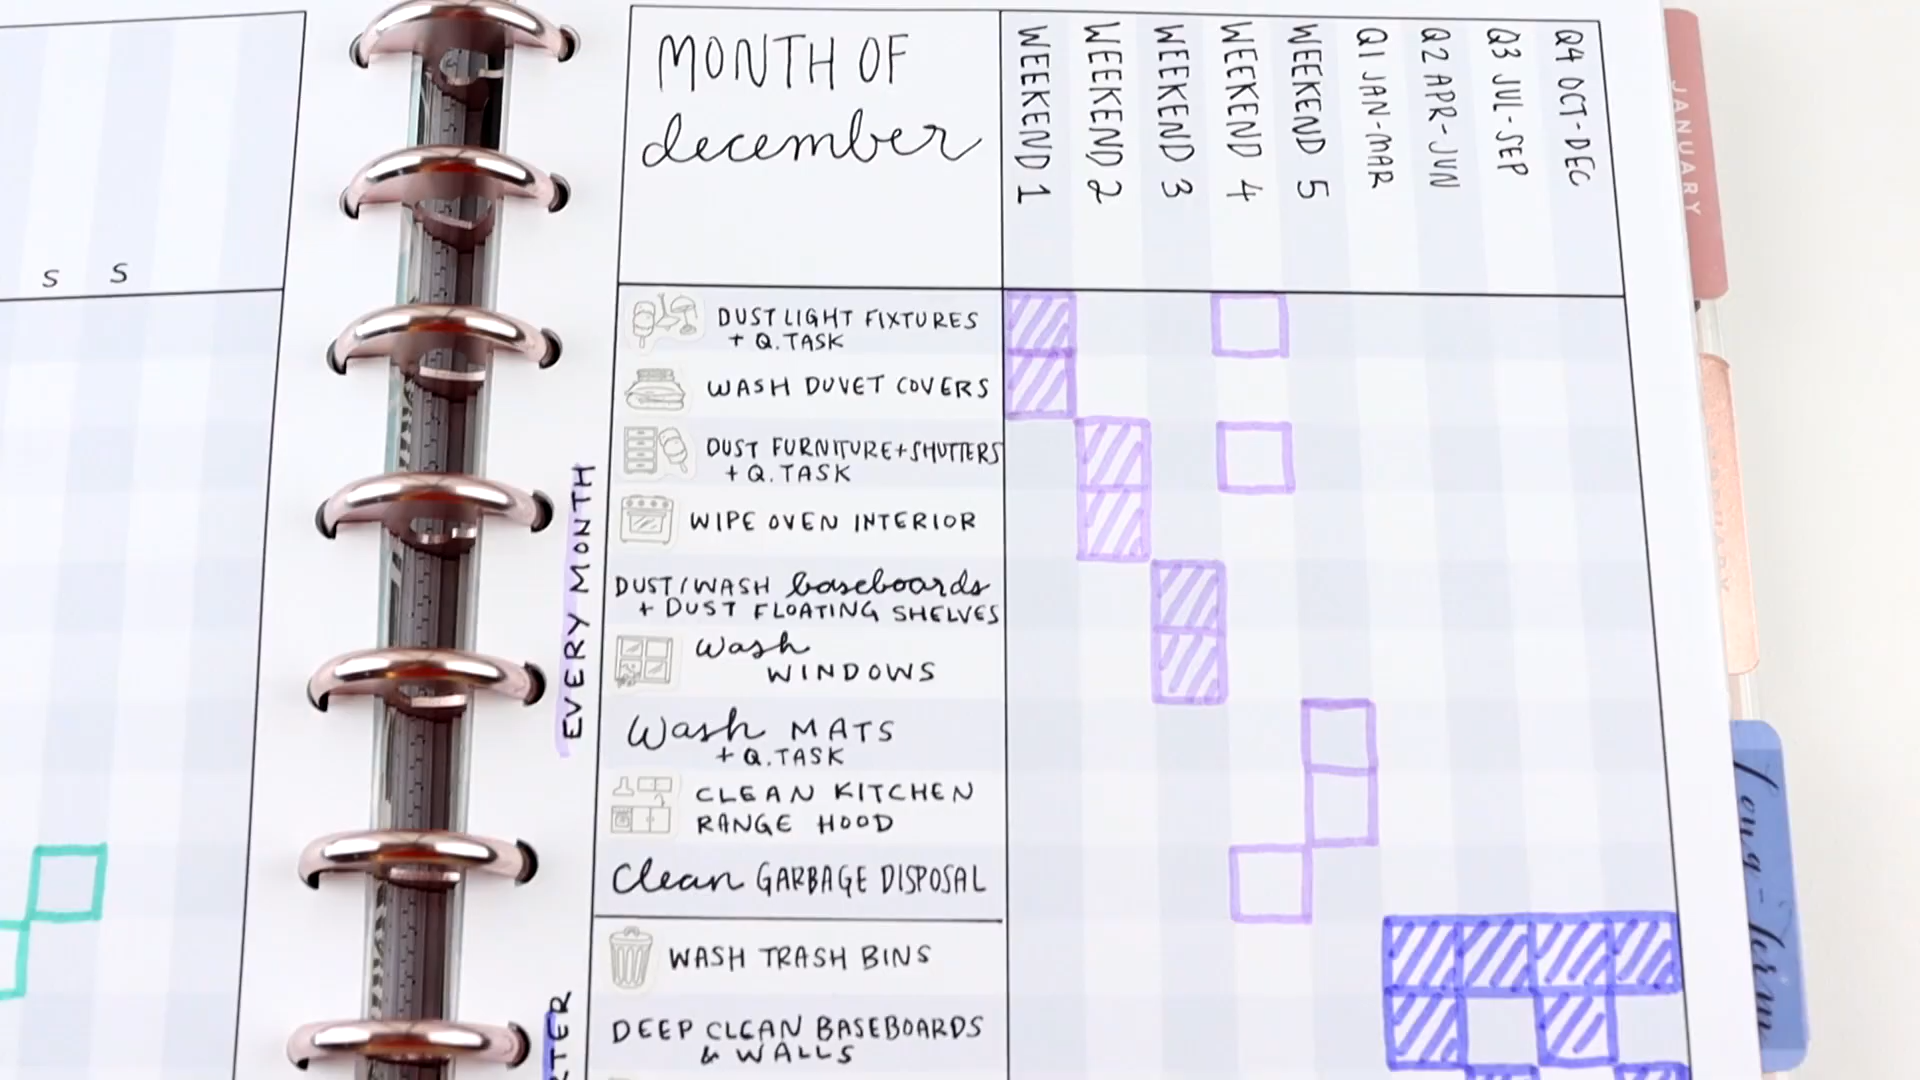 S S
MONTH OF
december
WEEKEND 1
WEEKEND 2
WEEKEND 3
WEEKEND 4
WEEKEND 5
Q1 JAN-MAR
Q2 APR-JUN
Q3 JUL-SEP
Q4 OCT-DEC
EVERY MONTH
DUST LIGHT FIXTURES
+ Q.TASK
WASH DUVET COVERS
DUST FURNITURE+SHUTTERS
+ Q.TASK
WIPE OVEN INTERIOR
DUST/WASH baseboards
+ DUST FLOATING SHELVES
Wash
WINDOWS
Wash MATS
+ Q.TASK
CLEAN KITCHEN
RANGE HOOD
Clean GARBAGE DISPOSAL
WASH TRASH BINS
DEEP CLEAN BASEBOARDS
& WALLS
JANUARY
Long-Term